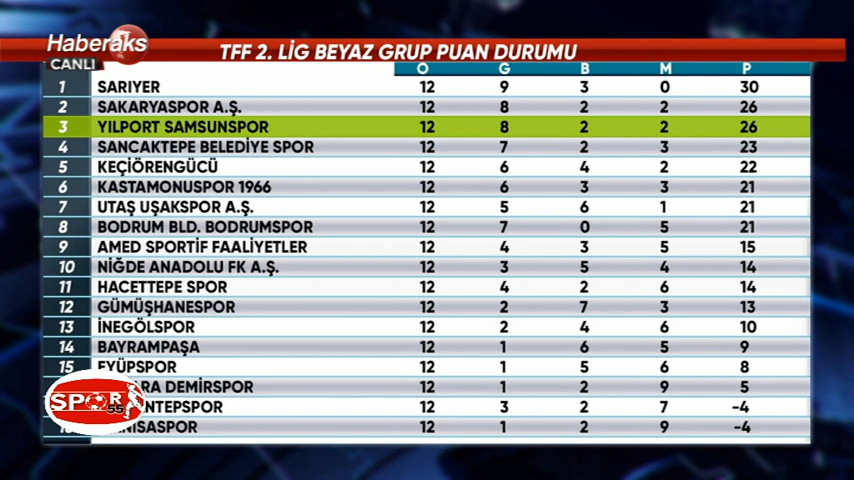 Haberaks
TFF 2. LİG BEYAZ GRUP PUAN DURUMU
CANLI
O G B M P
1 SARIYER 12 9 3 0 30
2 SAKARYASPOR A.Ş. 12 8 2 2 26
3 YILPORT SAMSUNSPOR 12 8 2 2 26
4 SANCAKTEPE BELEDİYE SPOR 12 7 2 3 23
5 KEÇİÖRENGÜCÜ 12 6 4 2 22
6 KASTAMONUSPOR 1966 12 6 3 3 21
7 UTAŞ UŞAKSPOR A.Ş. 12 5 6 1 21
8 BODRUM BLD. BODRUMSPOR 12 7 0 5 21
9 AMED SPORTİF FAALİYETLER 12 4 3 5 15
10 NİĞDE ANADOLU FK A.Ş. 12 3 5 4 14
11 HACETTEPE SPOR 12 4 2 6 14
12 GÜMÜŞHANESPOR 12 2 7 3 13
13 İNEGÖLSPOR 12 2 4 6 10
14 BAYRAMPAŞA 12 1 6 5 9
15 EYÜPSPOR 12 1 5 6 8
DEMİRSPOR 12 1 2 9 5
12 3 2 7 -4
12 1 2 9 -4
SPOR
55